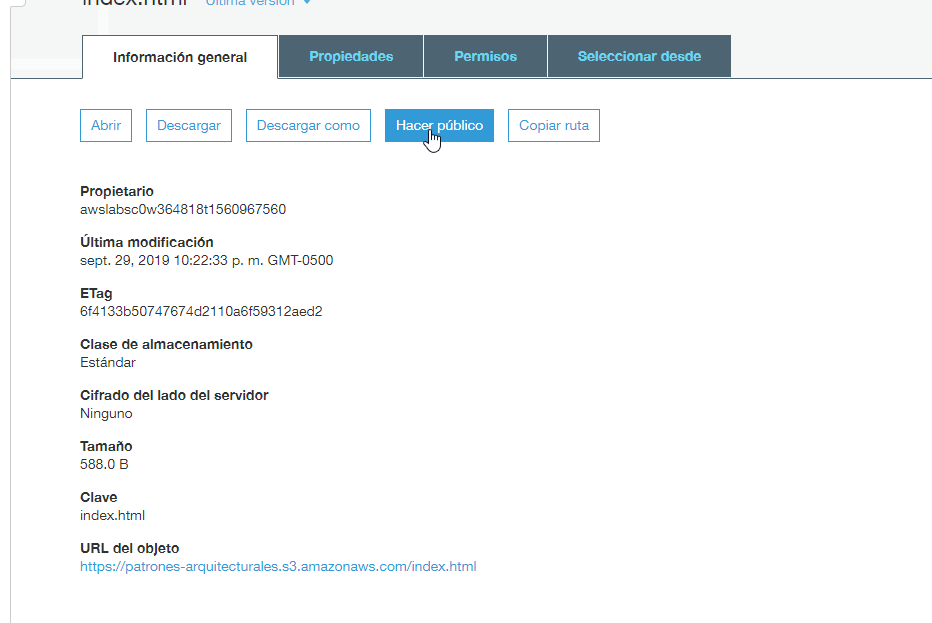 index.html Última versión
Información general Propiedades Permisos Seleccionar desde
Abrir Descargar Descargar como Hacer público Copiar ruta
Propietario
awslabsc0w364818t1560967560
Última modificación
sept. 29, 2019 10:22:33 p. m. GMT-0500
ETag
6f4133b50747674d2110a6f59312aed2
Clase de almacenamiento
Estándar
Cifrado del lado del servidor
Ninguno
Tamaño
588.0 B
Clave
index.html
URL del objeto
https://patrones-arquitecturales.s3.amazonaws.com/index.html